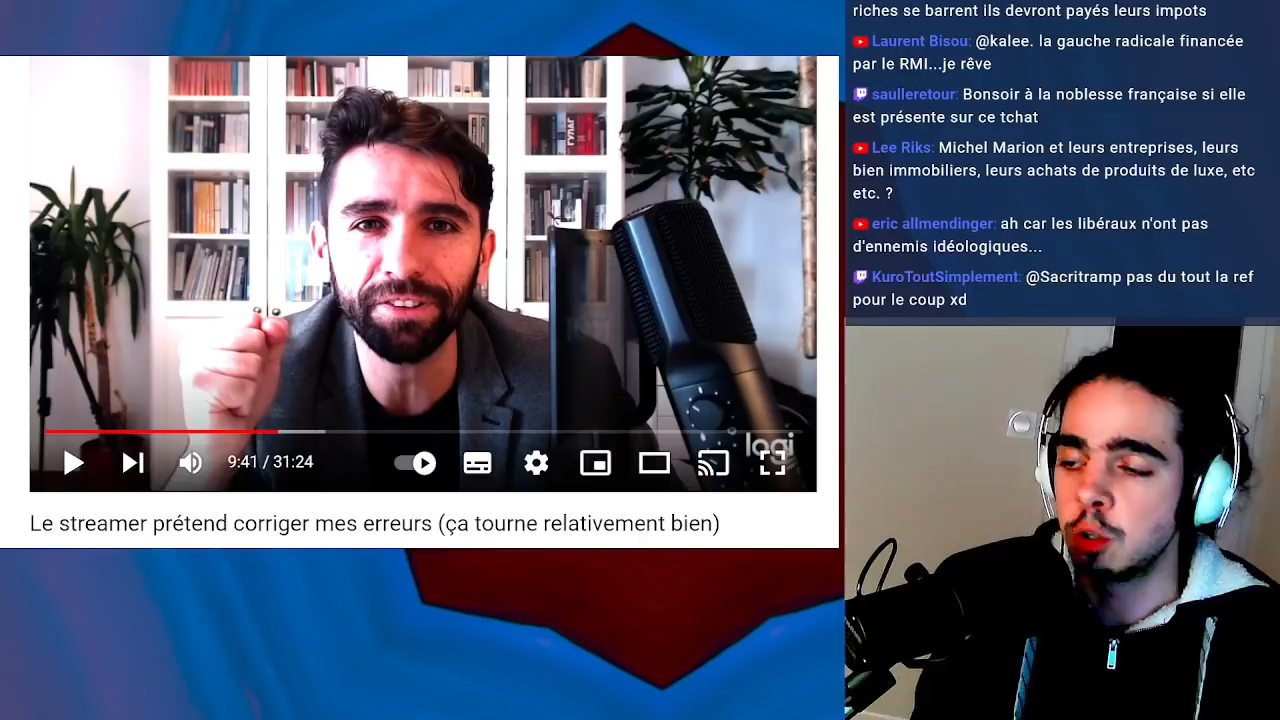 riches se barrent ils devront payés leurs impots
Laurent Bisou: @kalee. la gauche radicale financée
par le RMI...je rêve
saulleretour: Bonsoir à la noblesse française si elle
est présente sur ce tchat
Lee Riks: Michel Marion et leurs entreprises, leurs
bien immobiliers, leurs achats de produits de luxe, etc
etc. ?
eric allmendinger: ah car les libéraux n'ont pas
d'ennemis idéologiques...
KuroToutSimplement: @Sacritramp pas du tout la ref
pour le coup xd
ГУЛАГ
logi
9:41 / 31:24
Le streamer prétend corriger mes erreurs (ça tourne relativement bien)